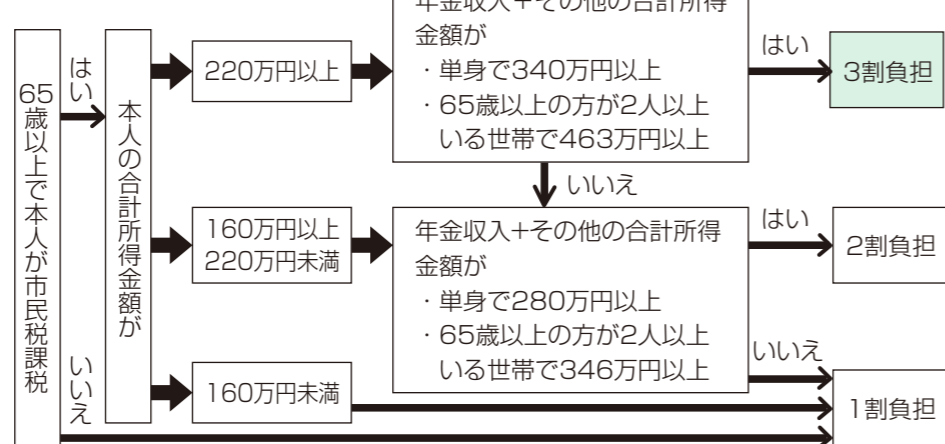 65歳以上で本人が市民税課税
はい
いいえ
本人の合計所得金額が
220万円以上
年金収入+その他の合計所得
金額が
・単身で340万円以上
・65歳以上の方が2人以上
いる世帯で463万円以上
はい
3割負担
いいえ
160万円以上
220万円未満
年金収入+その他の合計所得
金額が
・単身で280万円以上
・65歳以上の方が2人以上
いる世帯で346万円以上
はい
2割負担
いいえ
160万円未満
1割負担